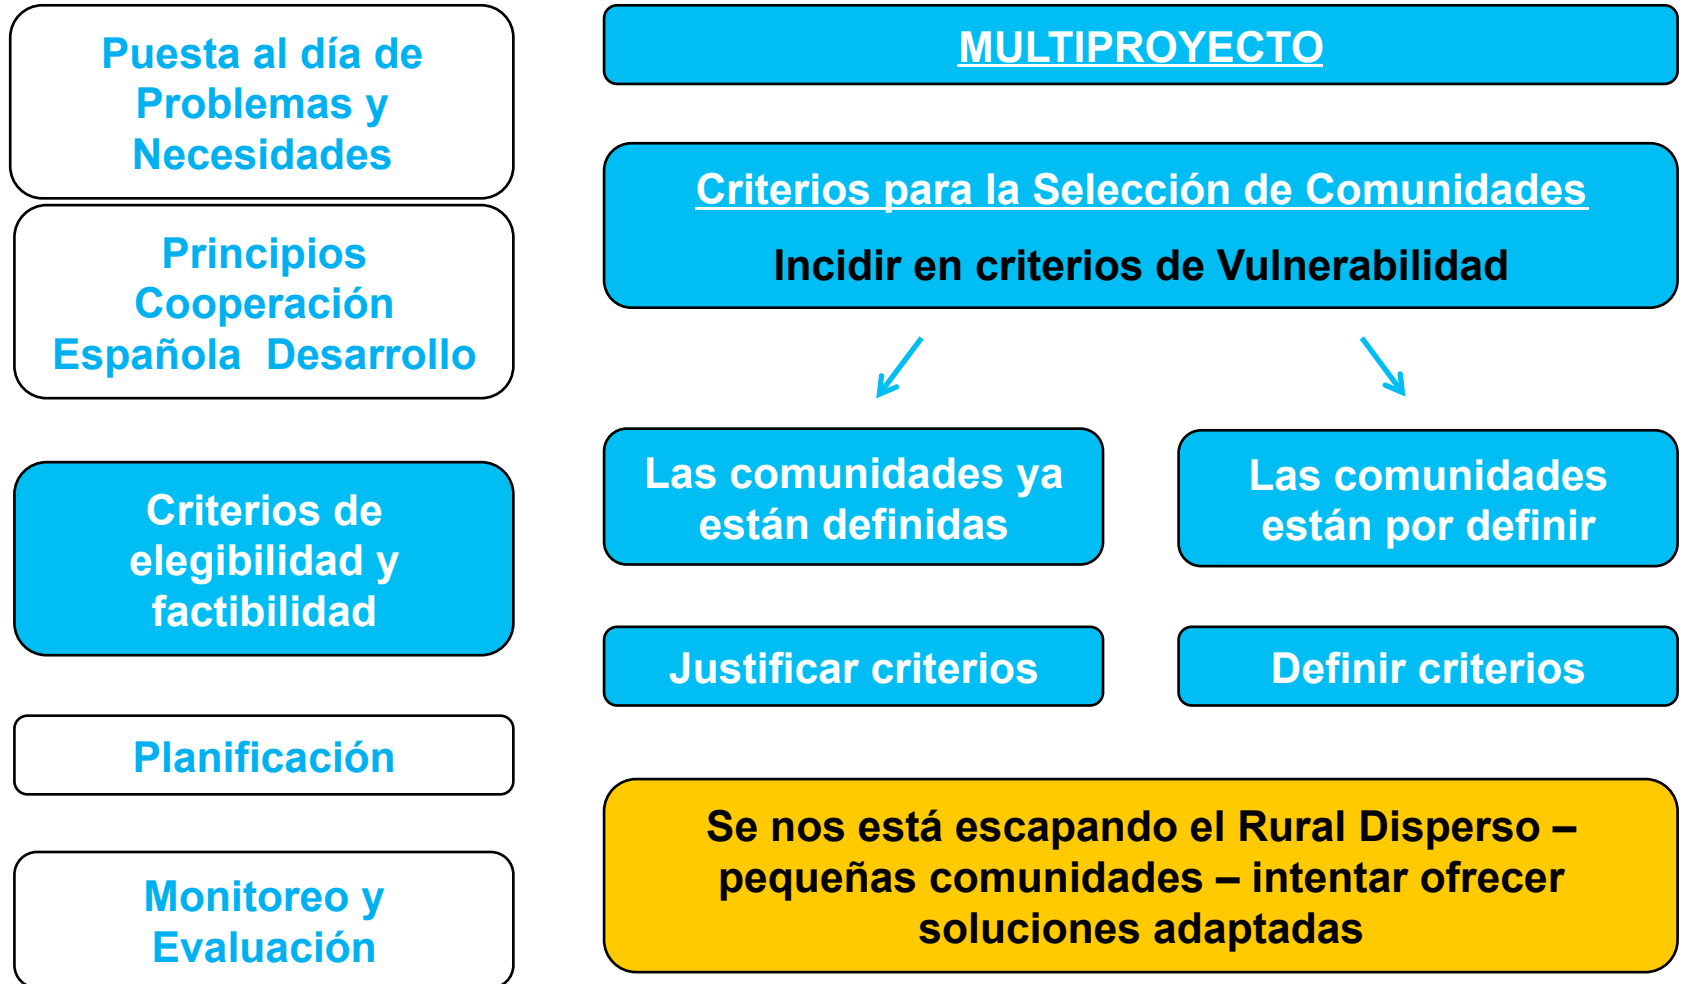 Puesta al día de
Problemas y
Necesidades
Principios
Cooperación
Española Desarrollo
Criterios de
elegibilidad y
factibilidad
Planificación
Monitoreo y
Evaluación
MULTIPROYECTO
Criterios para la Selección de Comunidades
Incidir en criterios de Vulnerabilidad
Las comunidades ya
están definidas
Las comunidades
están por definir
Justificar criterios
Definir criterios
Se nos está escapando el Rural Disperso –
pequeñas comunidades – intentar ofrecer
soluciones adaptadas